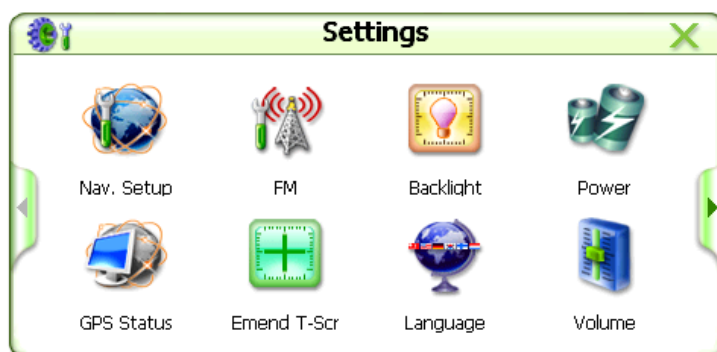 Settings
Nav. Setup
FM
Backlight
Power
GPS Status
Emend T-Scr
Language
Volume